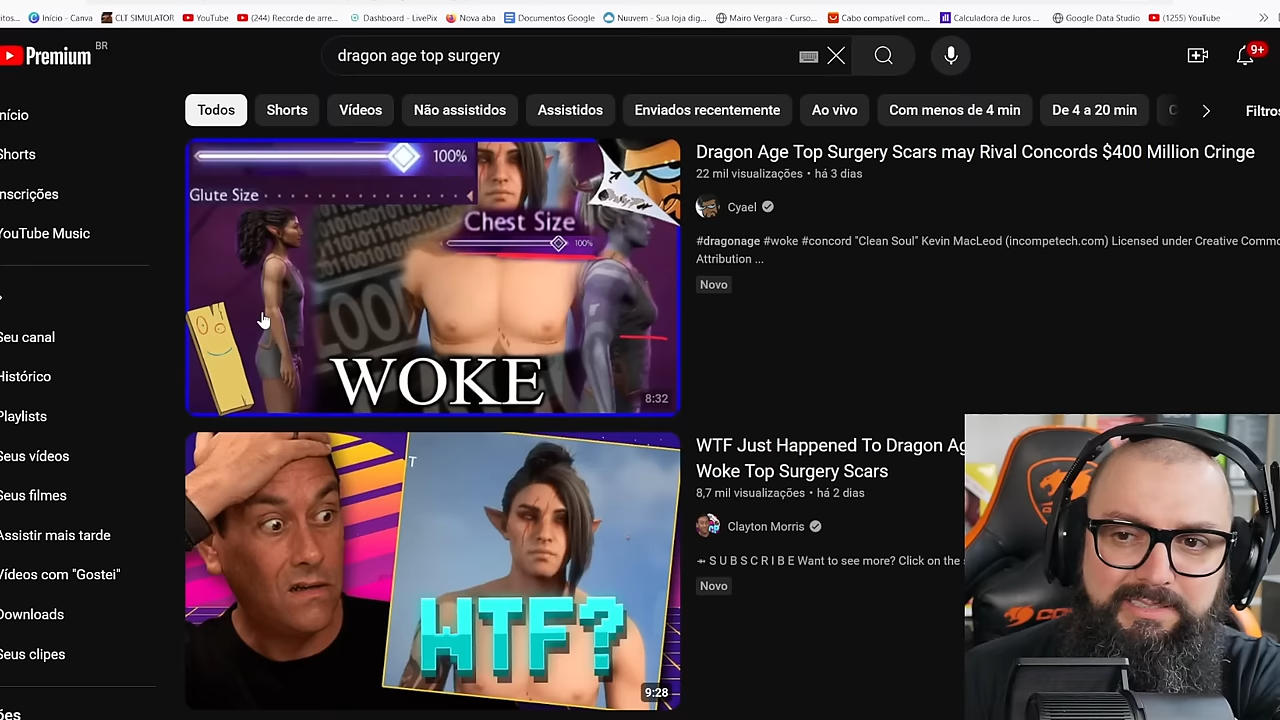 itos...
Início - Canva
CLT SIMULATOR
YouTube
(244) Recorde de arre...
Dashboard - LivePix
Nova aba
Documentos Google
Nuuvem - Sua loja dig...
Mairo Vergara - Curso...
Cabo compatível com...
Calculadora de Juros ...
Google Data Studio
(1255) YouTube
Premium BR
dragon age top surgery
9+
nício
Shorts
nscrições
YouTube Music
Seu canal
Histórico
Playlists
Seus vídeos
Seus filmes
Assistir mais tarde
Vídeos com "Gostei"
Downloads
Seus clipes
ões
Todos
Shorts
Vídeos
Não assistidos
Assistidos
Enviados recentemente
Ao vivo
Com menos de 4 min
De 4 a 20 min
Filtros
100%
Glute Size
Chest Size
100%
WOKE
8:32
Dragon Age Top Surgery Scars may Rival Concords $400 Million Cringe
22 mil visualizações • há 3 dias
Cyael
#dragonage #woke #concord "Clean Soul" Kevin MacLeod (incompetech.com) Licensed under Creative Commo
Attribution ...
Novo
T
WTF?
9:28
WTF Just Happened To Dragon Ag
Woke Top Surgery Scars
8,7 mil visualizações • há 2 dias
Clayton Morris
S U B S C R I B E Want to see more? Click on the
Novo
COUGAR